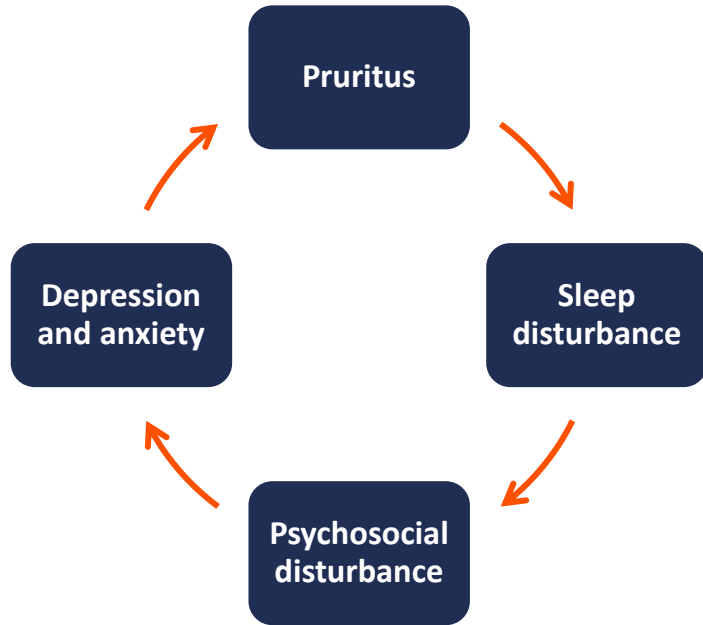 Pruritus
Sleep
disturbance
Psychosocial
disturbance
Depression
and anxiety